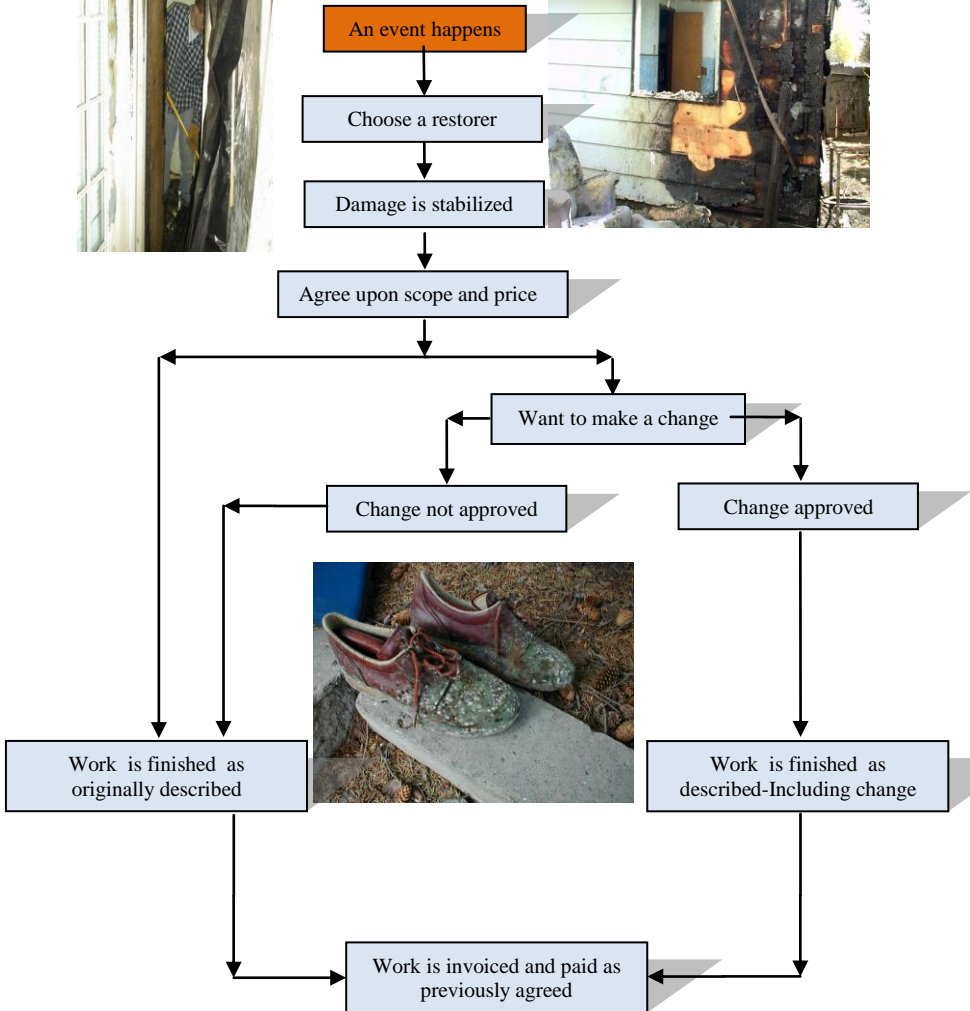 An event happens
Choose a restorer
Damage is stabilized
Agree upon scope and price
Want to make a change
Change not approved
Change approved
Work is finished as
originally described
Work is finished as
described-Including change
Work is invoiced and paid as
previously agreed